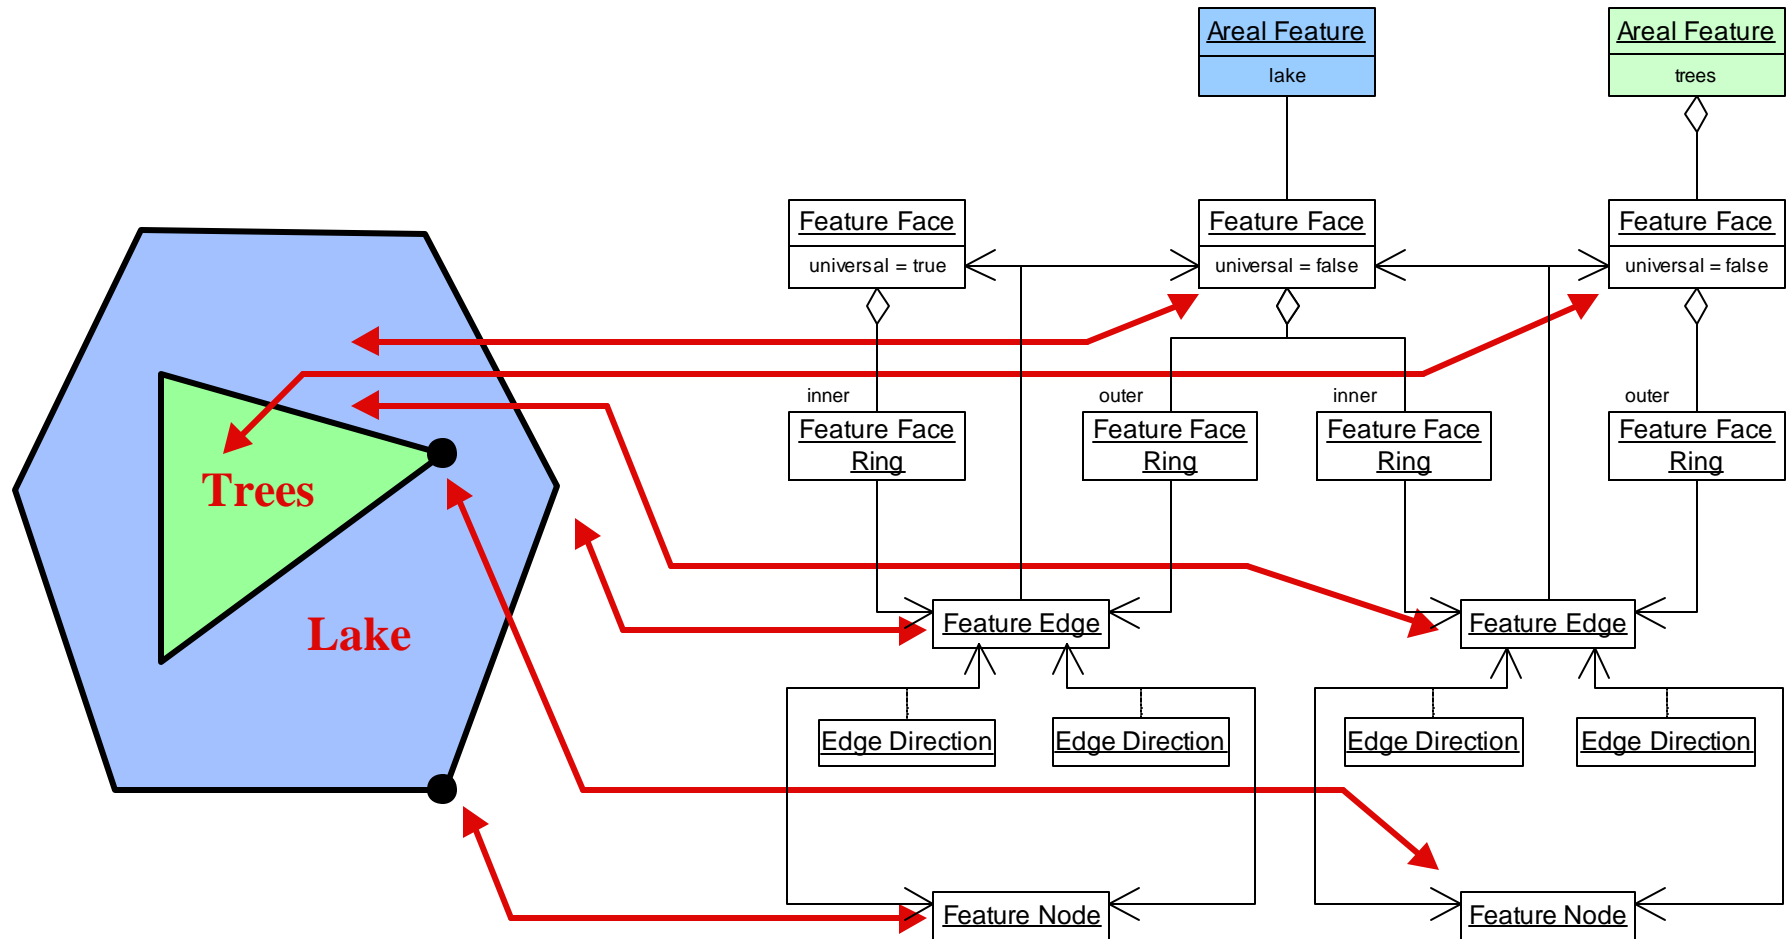 Areal Feature
lake
Areal Feature
trees
Feature Face
universal = true
Feature Face
universal = false
Feature Face
universal = false
inner
outer
inner
outer
Feature Face
Ring
Feature Face
Ring
Feature Face
Ring
Feature Face
Ring
Trees
Lake
Feature Edge
Feature Edge
Edge Direction
Edge Direction
Edge Direction
Edge Direction
Feature Node
Feature Node